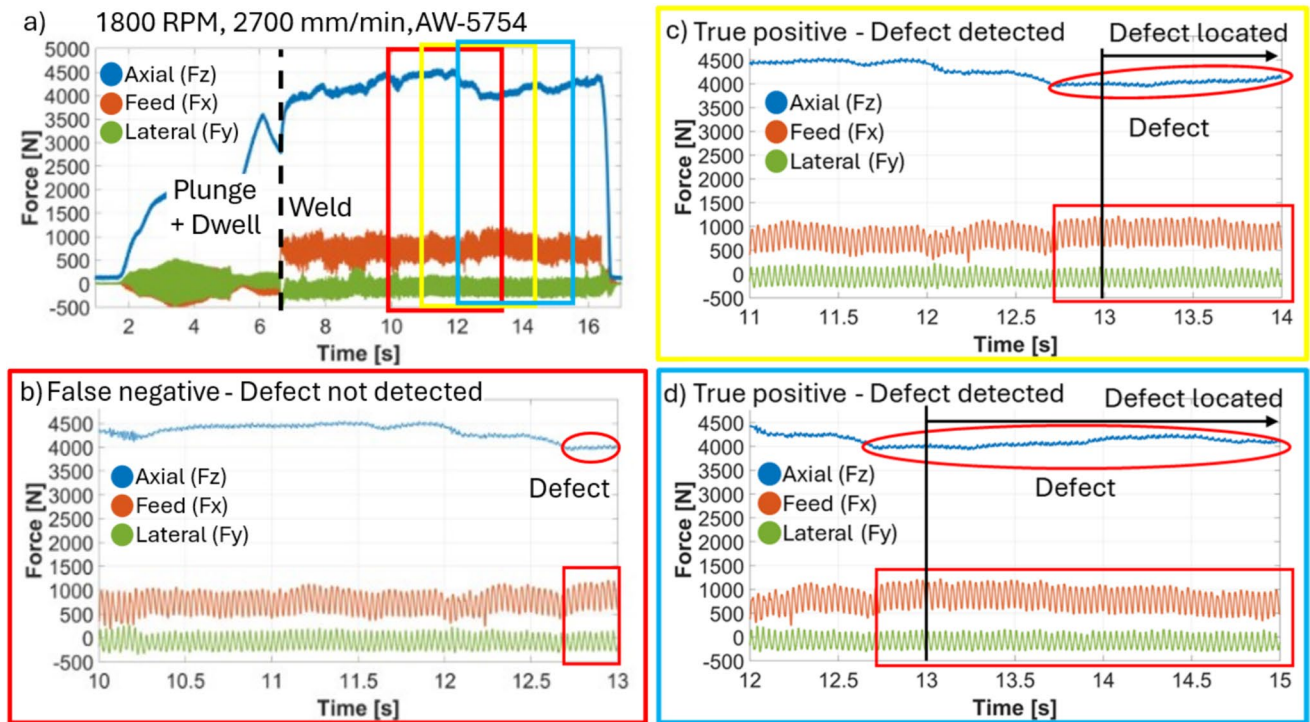 a) 1800 RPM, 2700 mm/min,AW-5754
5000
4500
4000
3500
3000
2500
2000
1500
1000
500
0
-500
Force [N]
Axial (Fz)
Feed (Fx)
Lateral (Fy)
Plunge
+ Dwell
Weld
2 4 6 8 10 12 14 16
Time [s]
c) True positive - Defect detected
Defect located
4500
4000
3500
3000
2500
2000
1500
1000
500
0
-500
Force [N]
Axial (Fz)
Feed (Fx)
Lateral (Fy)
Defect
11 11.5 12 12.5 13 13.5 14
Time [s]
b) False negative - Defect not detected
4500
4000
3500
3000
2500
2000
1500
1000
500
0
-500
Force [N]
Axial (Fz)
Feed (Fx)
Lateral (Fy)
Defect
10 10.5 11 11.5 12 12.5 13
Time [s]
d) True positive - Defect detected
Defect located
4500
4000
3500
3000
2500
2000
1500
1000
500
0
-500
Force [N]
Axial (Fz)
Feed (Fx)
Lateral (Fy)
Defect
12 12.5 13 13.5 14 14.5 15
Time [s]